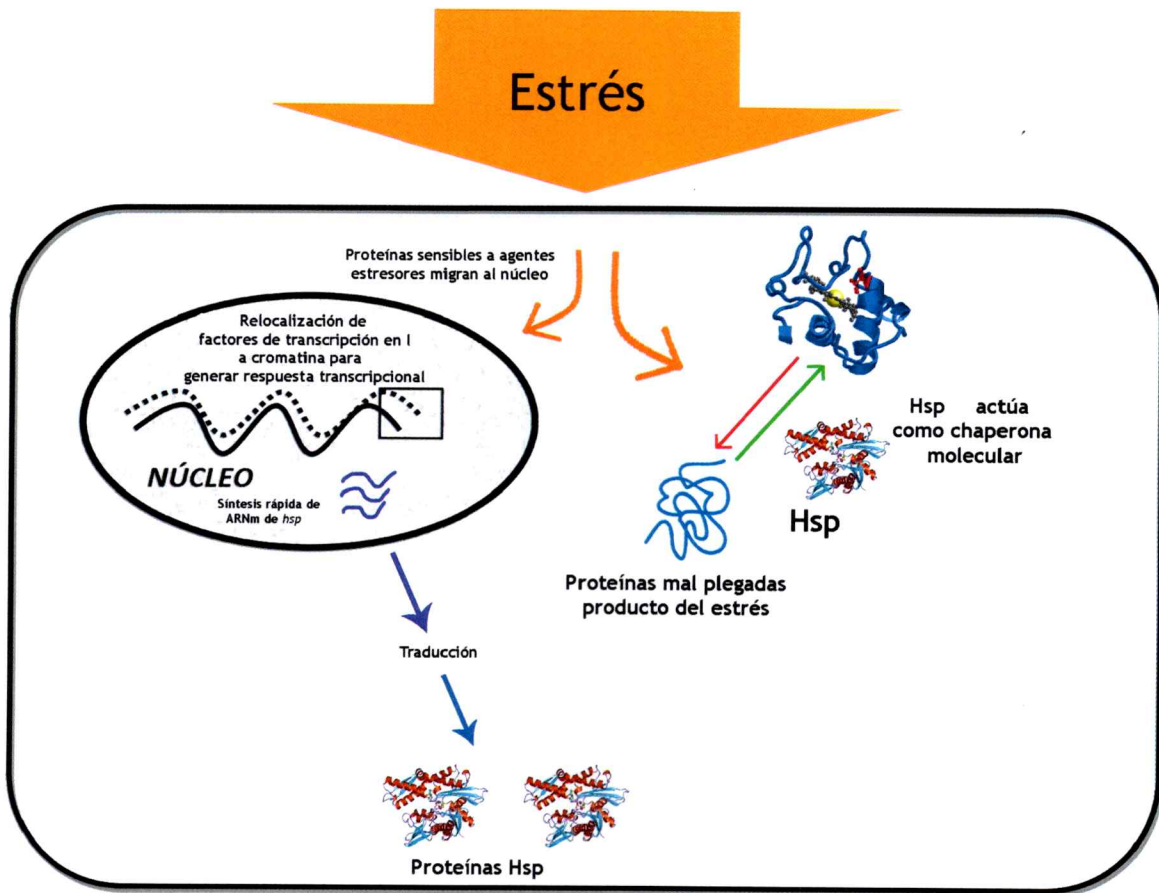 Estrés
Proteínas sensibles a agentes
estresores migran al núcleo
Relocalización de
factores de transcripción en I
a cromatina para
generar respuesta transcripcional
NÚCLEO
Síntesis rápida de
ARNm de hsp
Hsp actúa
como chaperona
molecular
Hsp
Proteínas mal plegadas
producto del estrés
Traducción
Proteínas Hsp